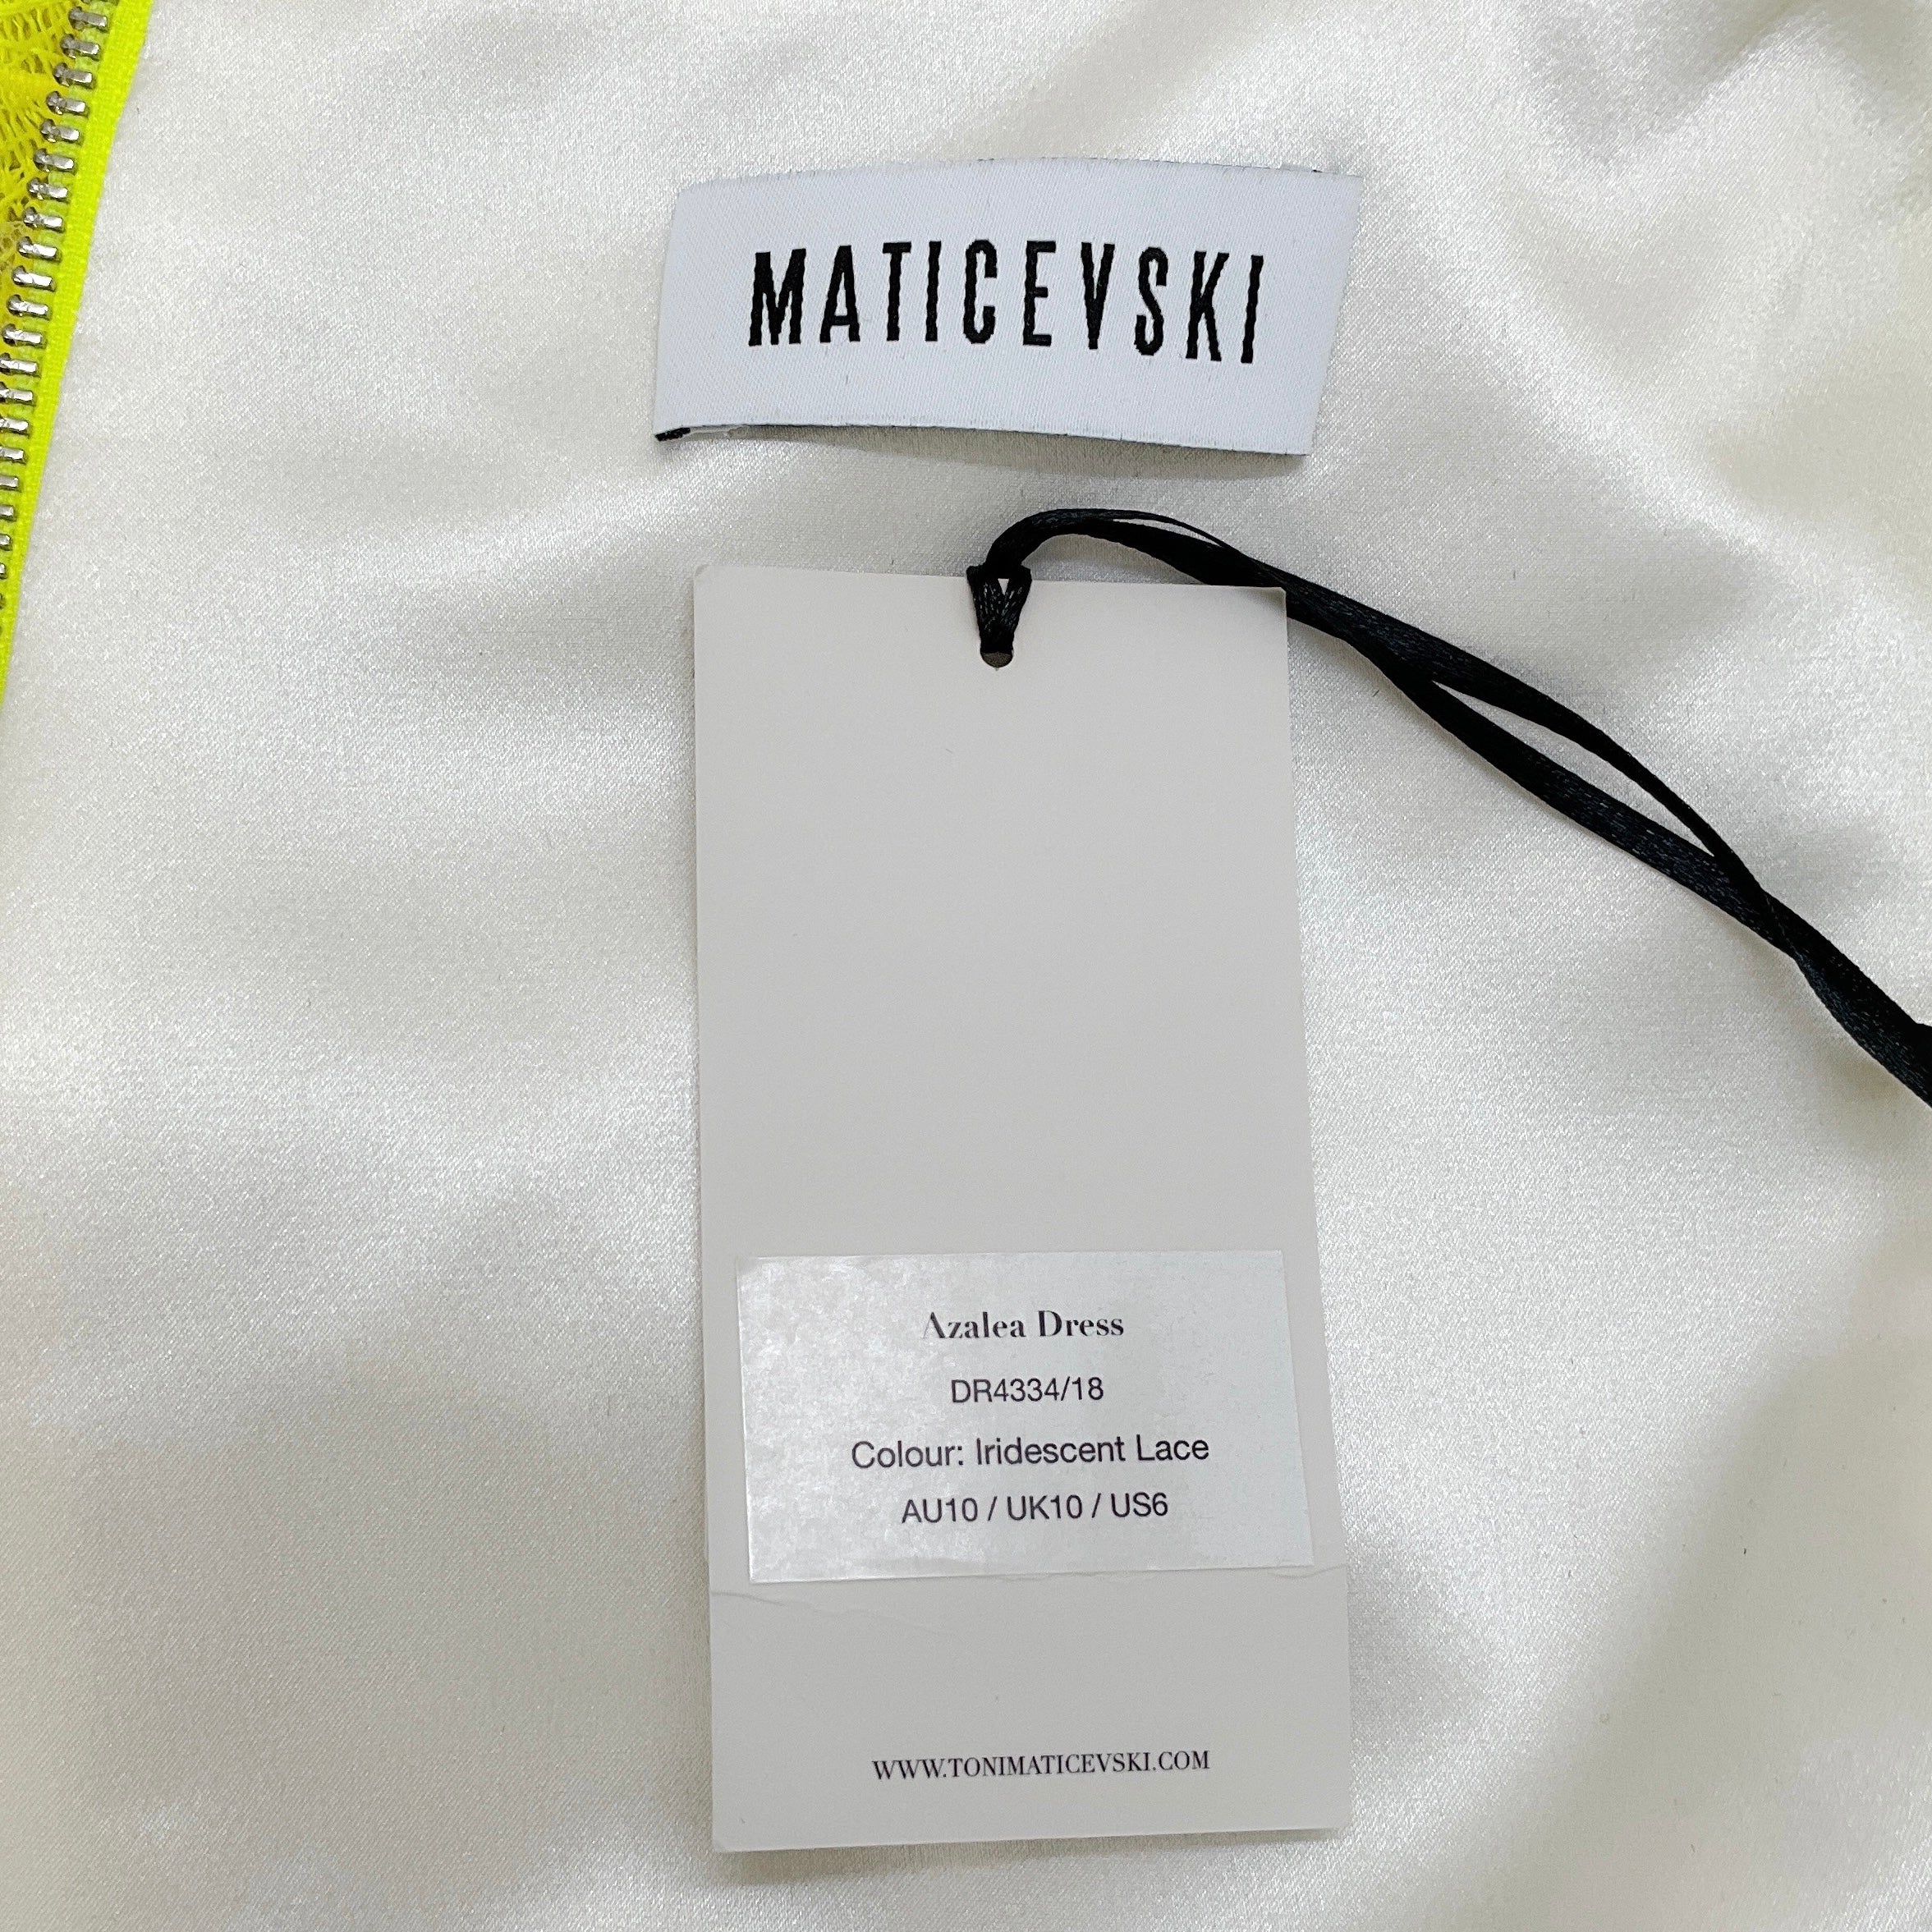 MATICEVSKI
Azalea Dress
DR4334/18
Colour: Iridescent Lace
AU10 / UK10 / US6
WWW.TONIMATICEVSKI.COM